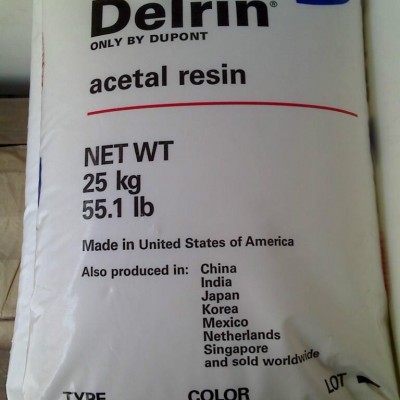 Delrin®
ONLY BY DUPONT
acetal resin
NET WT
25 kg
55.1 lb
Made in United States of America
Also produced in: China
India
Japan
Korea
Mexico
Netherlands
Singapore
and sold worldwide
TYPE COLOR LOT